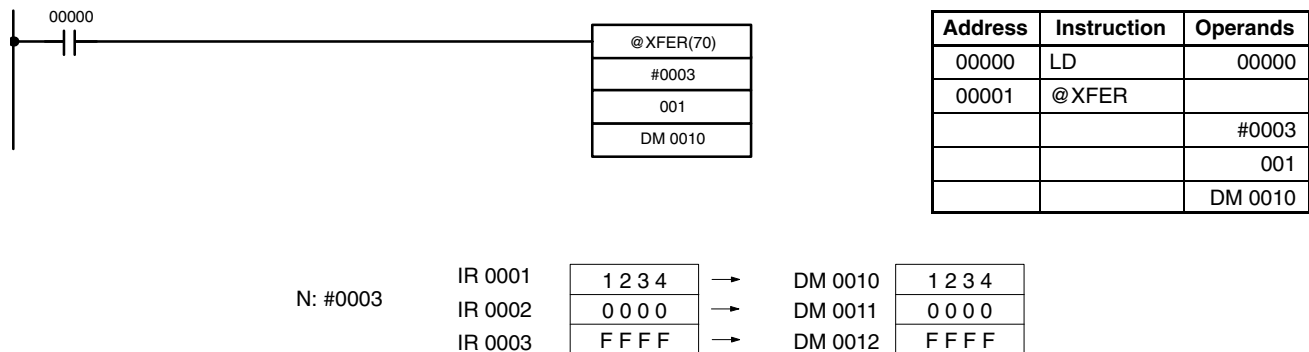 00000
@XFER(70)
#0003
001
DM 0010
Address Instruction Operands
00000 LD 00000
00001 @XFER
#0003
001
DM 0010
N: #0003
IR 0001 1 2 3 4 → DM 0010 1 2 3 4
IR 0002 0 0 0 0 → DM 0011 0 0 0 0
IR 0003 F F F F → DM 0012 F F F F